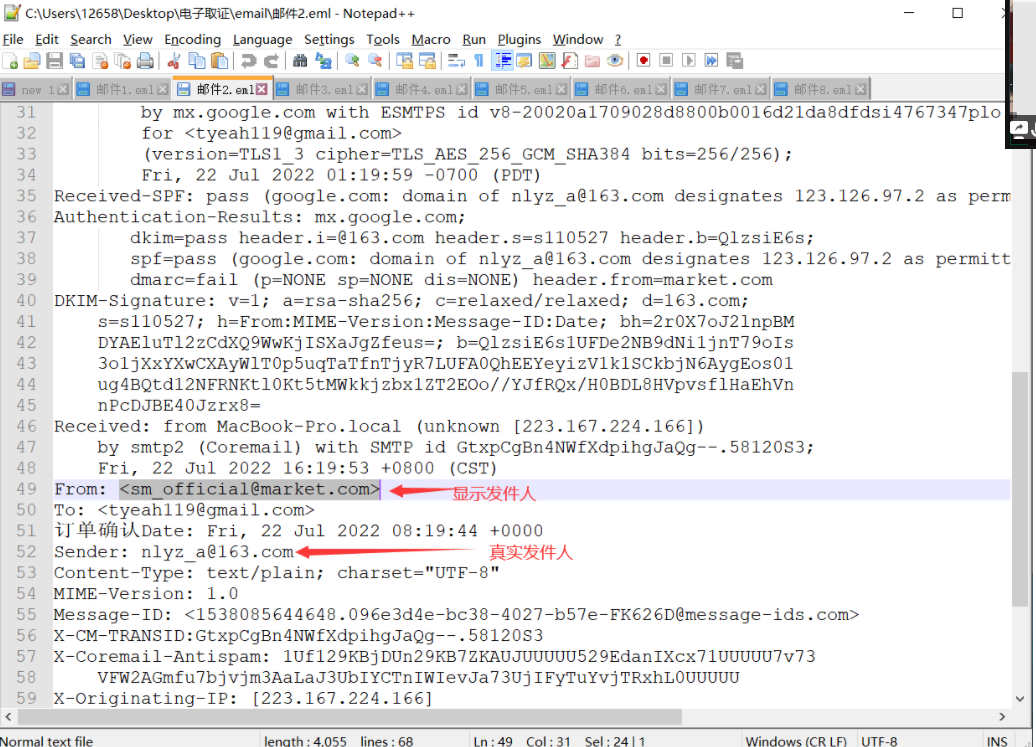 C:\Users\12658\Desktop\电子取证\email\邮件2.eml - Notepad++
File Edit Search View Encoding Language Settings Tools Macro Run Plugins Window ?
new 1 邮件1.eml 邮件2.eml 邮件3.eml 邮件4.eml 邮件5.eml 邮件6.eml 邮件7.eml 邮件8.eml
31 by mx.google.com with ESMTPS id v8-20020a1709028d8800b0016d21da8dfdsi4767347plo.
32 for <tyeah119@gmail.com>
33 (version=TLS1_3 cipher=TLS_AES_256_GCM_SHA384 bits=256/256);
34 Fri, 22 Jul 2022 01:19:59 -0700 (PDT)
35 Received-SPF: pass (google.com: domain of nlyz_a@163.com designates 123.126.97.2 as perm
36 Authentication-Results: mx.google.com;
37 dkim=pass header.i=@163.com header.s=s110527 header.b=QlzsiE6s;
38 spf=pass (google.com: domain of nlyz_a@163.com designates 123.126.97.2 as permitt
39 dmarc=fail (p=NONE sp=NONE dis=NONE) header.from=market.com
40 DKIM-Signature: v=1; a=rsa-sha256; c=relaxed/relaxed; d=163.com;
41 s=s110527; h=From:MIME-Version:Message-ID:Date; bh=2r0X7oJ2lnpBM
42 DYAEluTl2zCdXQ9WwKjISXaJgZfeus=; b=QlzsiE6s1UFDe2NB9dNi1jnT79oIs
43 3o1jXxYXwCXAyWlT0p5uqTaTfnTjyR7LUFA0QhEEYeyizV1k1SCkbjN6AygEos01
44 ug4BQtd12NFRNKtl0Kt5tMWkkjzbx1ZT2EOo//YJfRQx/H0BDL8HVpvsflHaEhVn
45 nPcDJBE40Jzrx8=
46 Received: from MacBook-Pro.local (unknown [223.167.224.166])
47 by smtp2 (Coremail) with SMTP id GtxpCgBn4NWfXdpihgJaQg--.58120S3;
48 Fri, 22 Jul 2022 16:19:53 +0800 (CST)
49 From: <sm_official@market.com> 显示发件人
50 To: <tyeah119@gmail.com>
51 订单确认Date: Fri, 22 Jul 2022 08:19:44 +0000
52 Sender: nlyz_a@163.com 真实发件人
53 Content-Type: text/plain; charset="UTF-8"
54 MIME-Version: 1.0
55 Message-ID: <1538085644648.096e3d4e-bc38-4027-b57e-FK626D@message-ids.com>
56 X-CM-TRANSID:GtxpCgBn4NWfXdpihgJaQg--.58120S3
57 X-Coremail-Antispam: 1Uf129KBjDUn29KB7ZKAUJUUUUU529EdanIXcx71UUUUU7v73
58 VFW2AGmfu7bjvjm3AaLaJ3UbIYCTnIWIevJa73UjIFyTuYvjTRxhL0UUUUU
59 X-Originating-IP: [223.167.224.166]
Normal text file length : 4,055 lines : 68 Ln : 49 Col : 31 Sel : 24 | 1 Windows (CR LF) UTF-8 INS